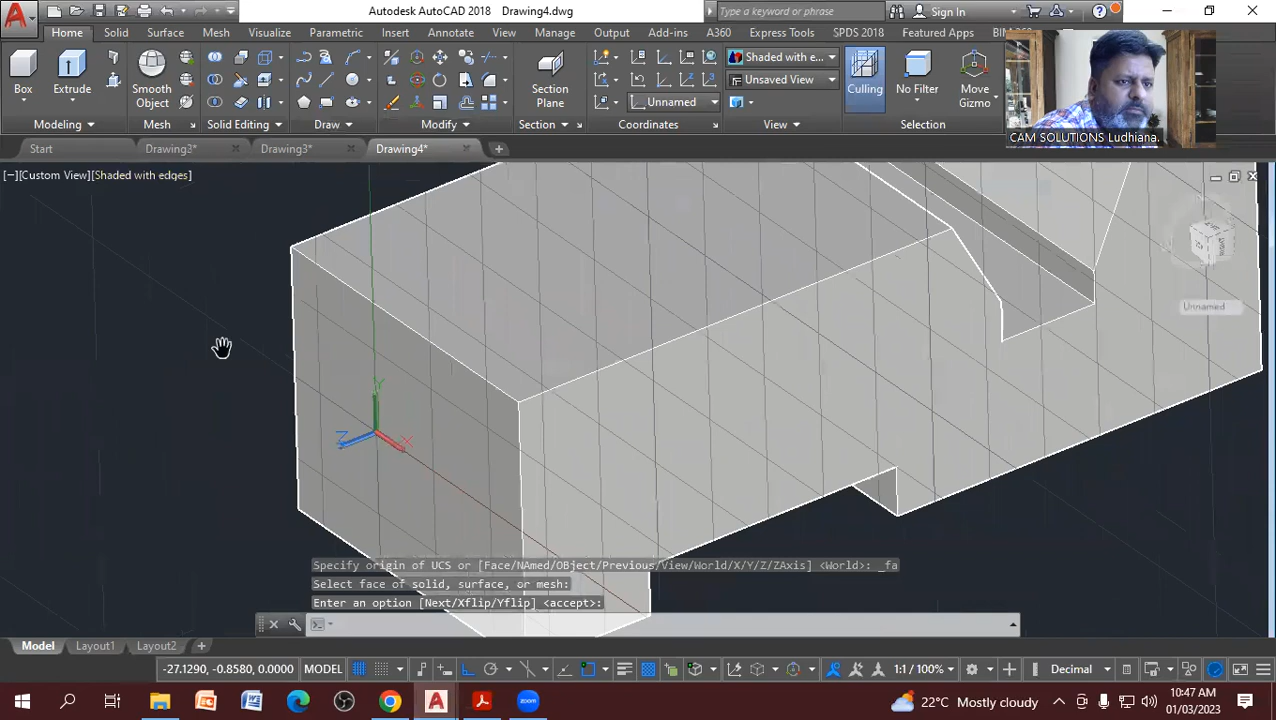 Autodesk AutoCAD 2018   Drawing4.dwg
Type a keyword or phrase
Sign In
Home
Solid
Surface
Mesh
Visualize
Parametric
Insert
Annotate
View
Manage
Output
Add-ins
A360
Express Tools
SPDS 2018
Featured Apps
Box
Extrude
Smooth
Object
Section
Plane
Unnamed
Shaded with e...
Unsaved View
Culling
No Filter
Move
Gizmo
CAM SOLUTIONS Ludhiana.
Modeling
Mesh
Solid Editing
Draw
Modify
Section
Coordinates
View
Selection
Start
Drawing3*
Drawing3*
Drawing4*
[−][Custom View][Shaded with edges]
Unnamed
Y
Z
X
Specify origin of UCS or [Face/NAmed/OBject/Previous/View/World/X/Y/Z/ZAxis] <World>: _fa
Select face of solid, surface, or mesh:
Enter an option [Next/Xflip/Yflip] <accept>:
Model
Layout1
Layout2
-27.1290, -0.8580, 0.0000
MODEL
1:1 / 100%
Decimal
22°C Mostly cloudy
10:47 AM
01/03/2023